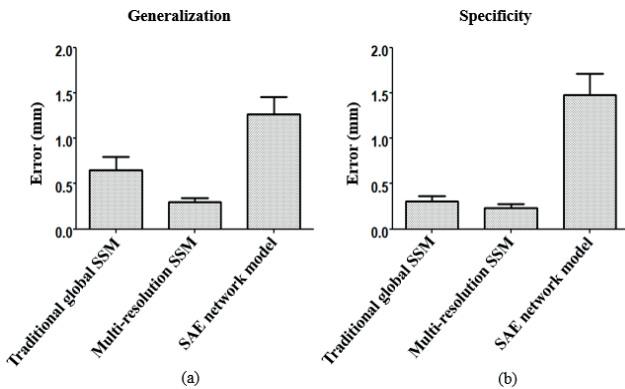 Generalization
Error (mm)
2.0
1.5
1.0
0.5
0.0
Traditional global SSM
Multi-resolution SSM
SAE network model
(a)
Specificity
Error (mm)
2.0
1.5
1.0
0.5
0.0
Traditional global SSM
Multi-resolution SSM
SAE network model
(b)